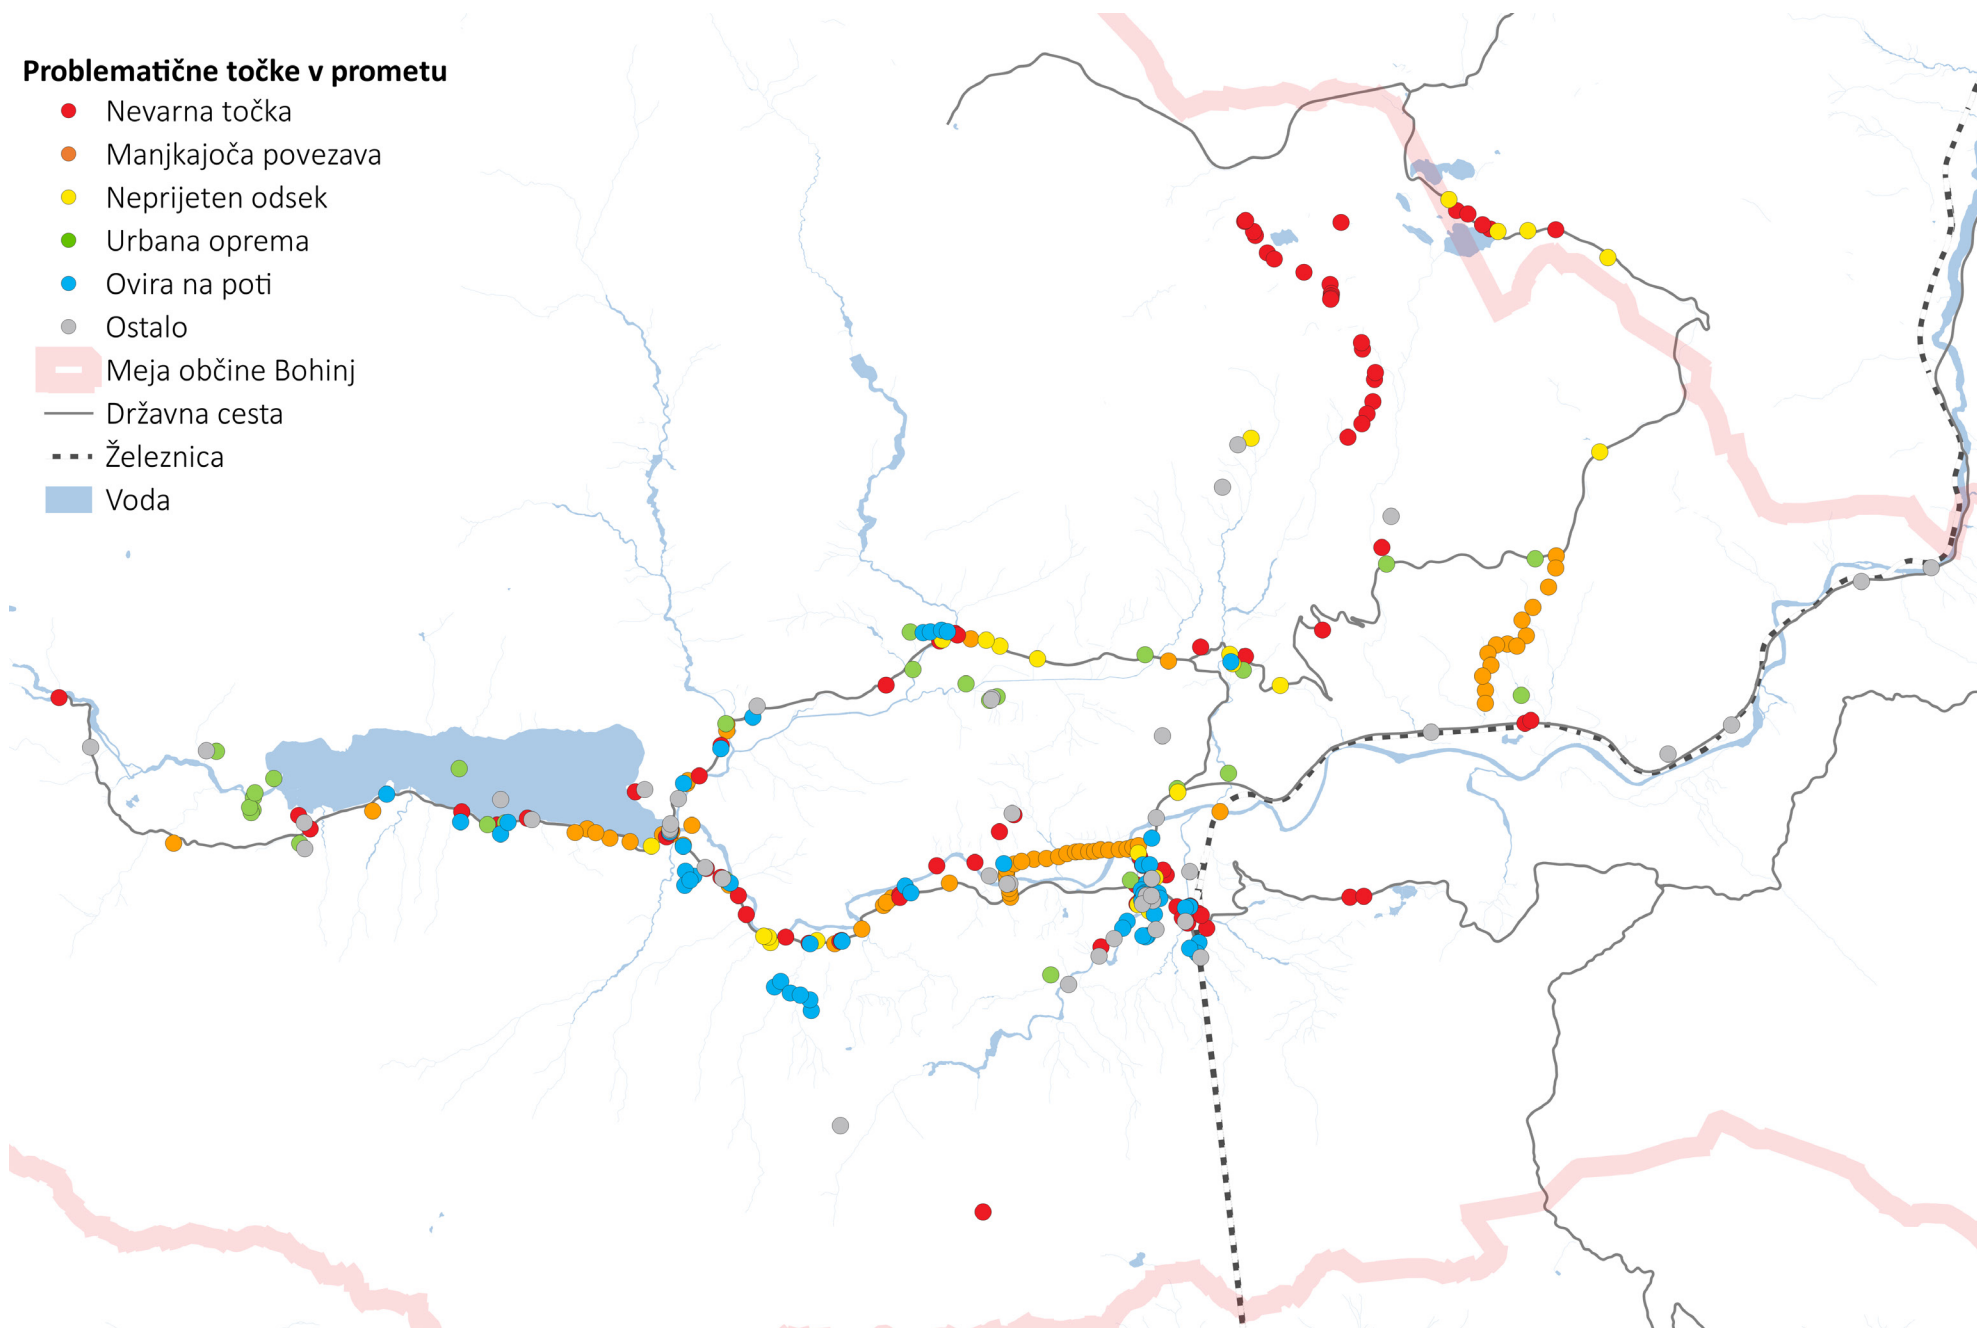 Problematične točke v prometu
Nevarna točka
Manjkajoča povezava
Neprijeten odsek
Urbana oprema
Ovira na poti
Ostalo
Meja občine Bohinj
Državna cesta
Železnica
Voda